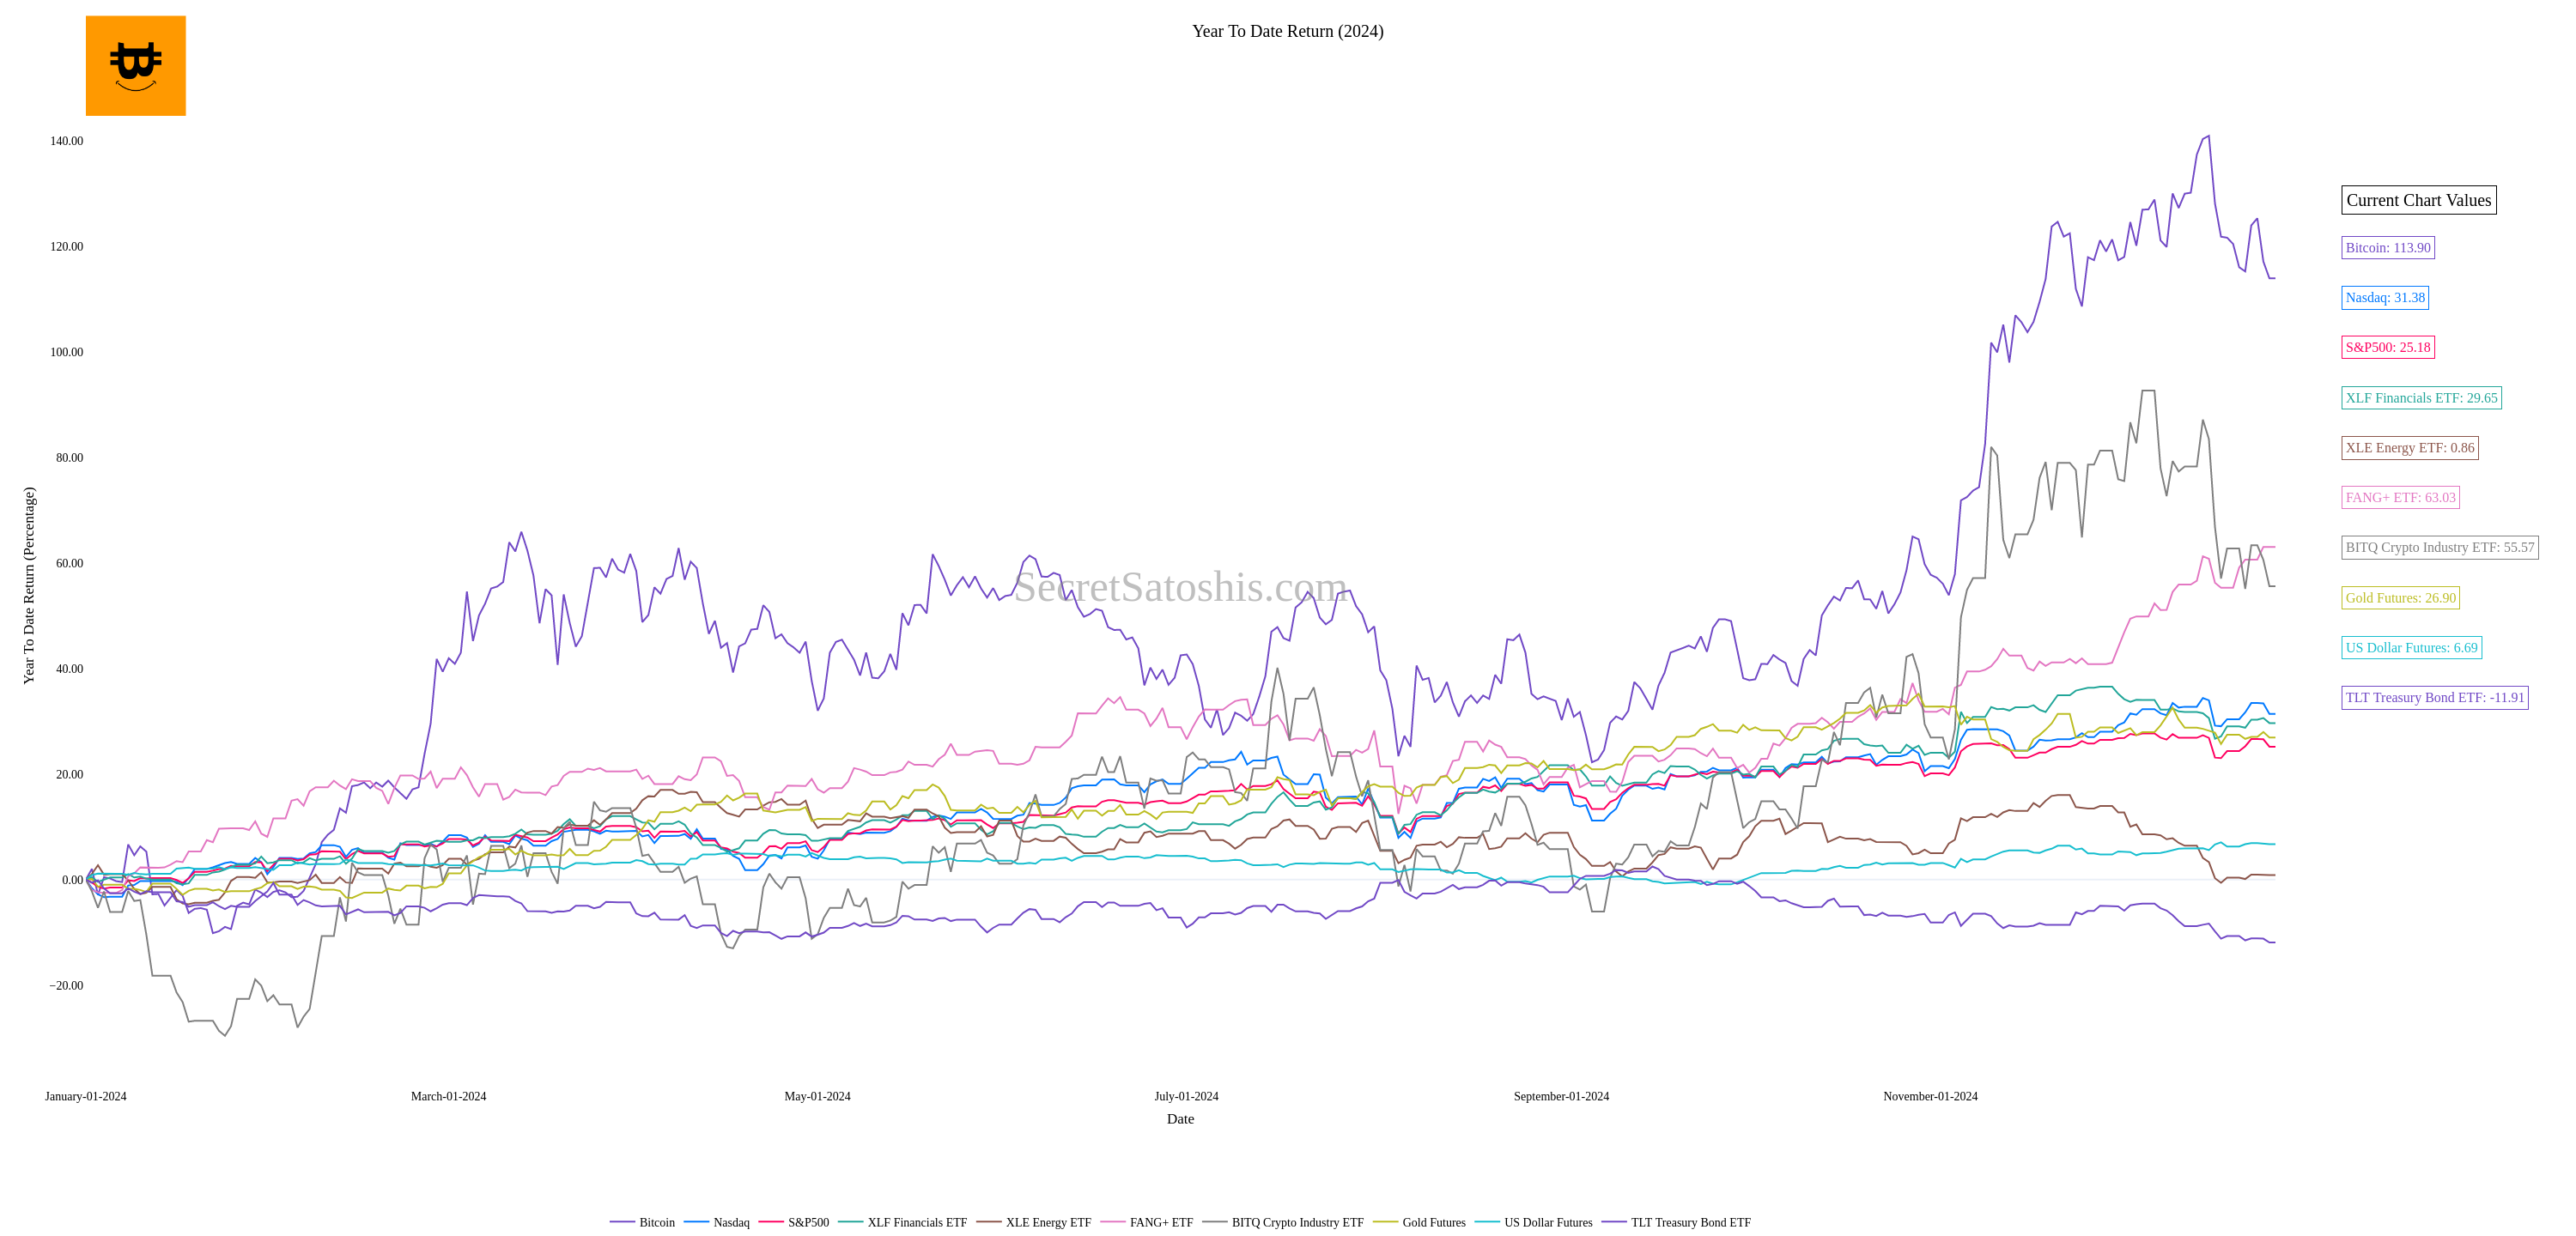 Year To Date Return (2024)
140.00
120.00
100.00
80.00
60.00
40.00
20.00
0.00
−20.00
Year To Date Return (Percentage)
SecretSatoshis.com
Current Chart Values
Bitcoin: 113.90
Nasdaq: 31.38
S&P500: 25.18
XLF Financials ETF: 29.65
XLE Energy ETF: 0.86
FANG+ ETF: 63.03
BITQ Crypto Industry ETF: 55.57
Gold Futures: 26.90
US Dollar Futures: 6.69
TLT Treasury Bond ETF: -11.91
January-01-2024 March-01-2024 May-01-2024 July-01-2024 September-01-2024 November-01-2024
Date
Bitcoin Nasdaq S&P500 XLF Financials ETF XLE Energy ETF FANG+ ETF BITQ Crypto Industry ETF Gold Futures US Dollar Futures TLT Treasury Bond ETF